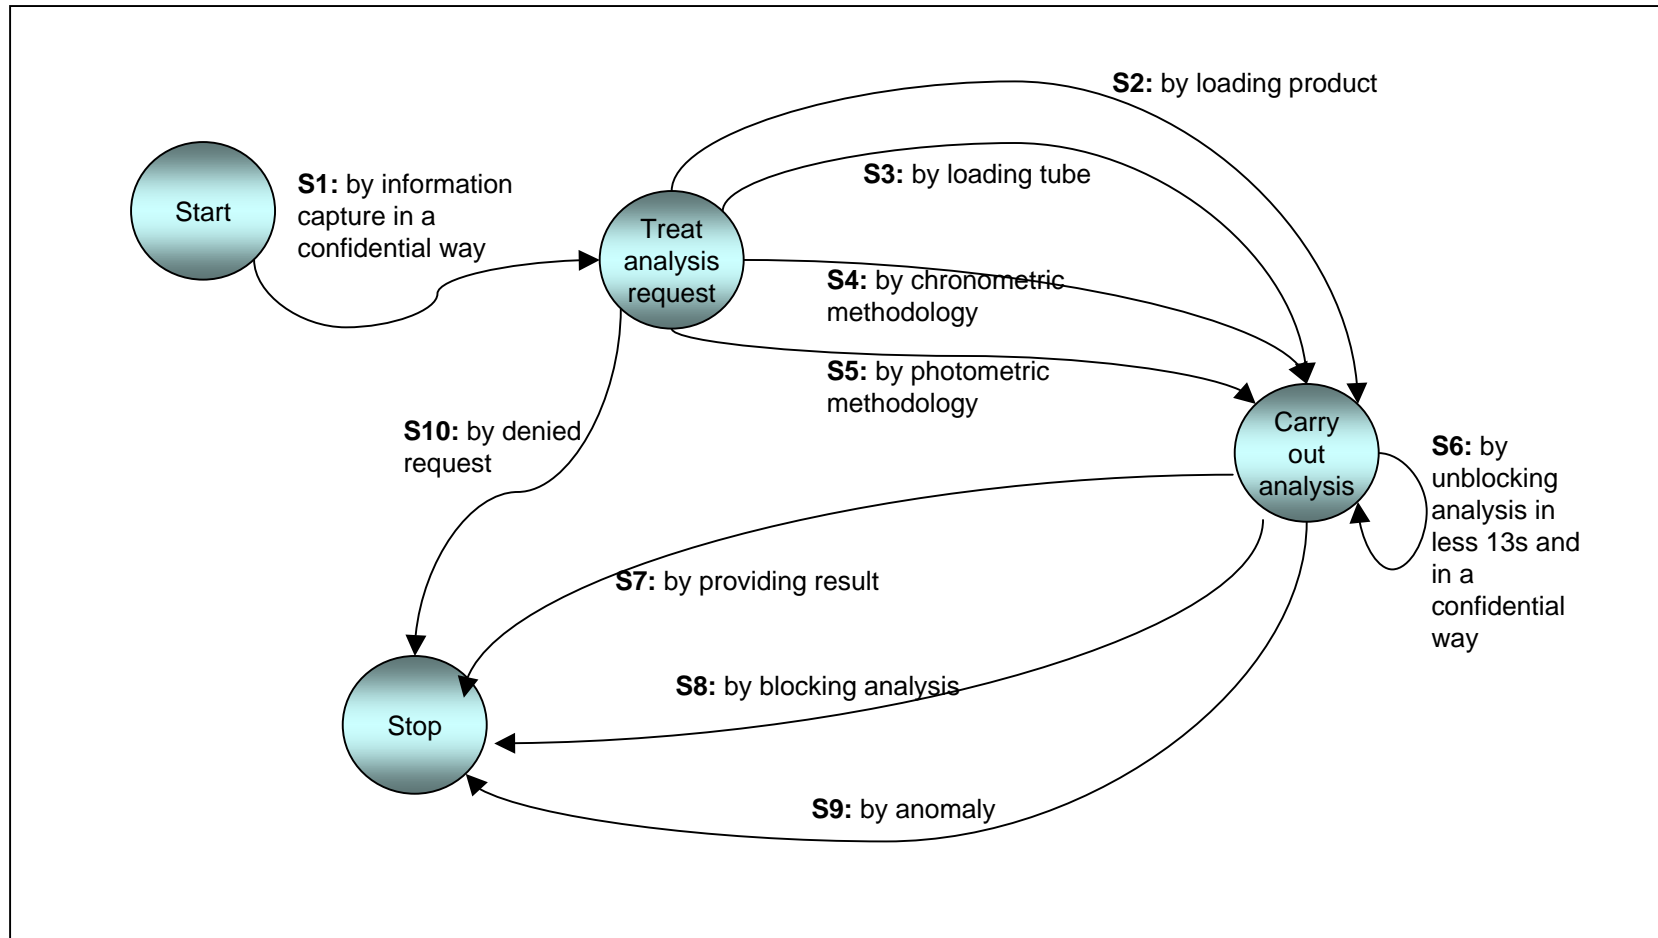 S2: by loading product
Start
S1: by information
capture in a
confidential way
S3: by loading tube
Treat
analysis
request
S4: by chronometric
methodology
S5: by photometric
methodology
S10: by denied
request
Carry
out
analysis
S6: by
unblocking
analysis in
less 13s and
in a
confidential
way
S7: by providing result
S8: by blocking analysis
Stop
S9: by anomaly